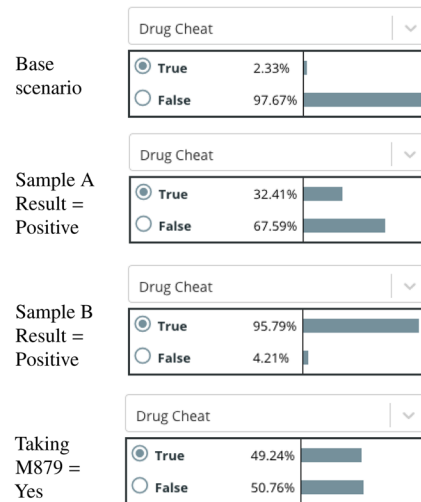 Drug Cheat
Base
scenario
True 2.33%
False 97.67%
Drug Cheat
Sample A
Result =
Positive
True 32.41%
False 67.59%
Drug Cheat
Sample B
Result =
Positive
True 95.79%
False 4.21%
Drug Cheat
Taking
M879 =
Yes
True 49.24%
False 50.76%